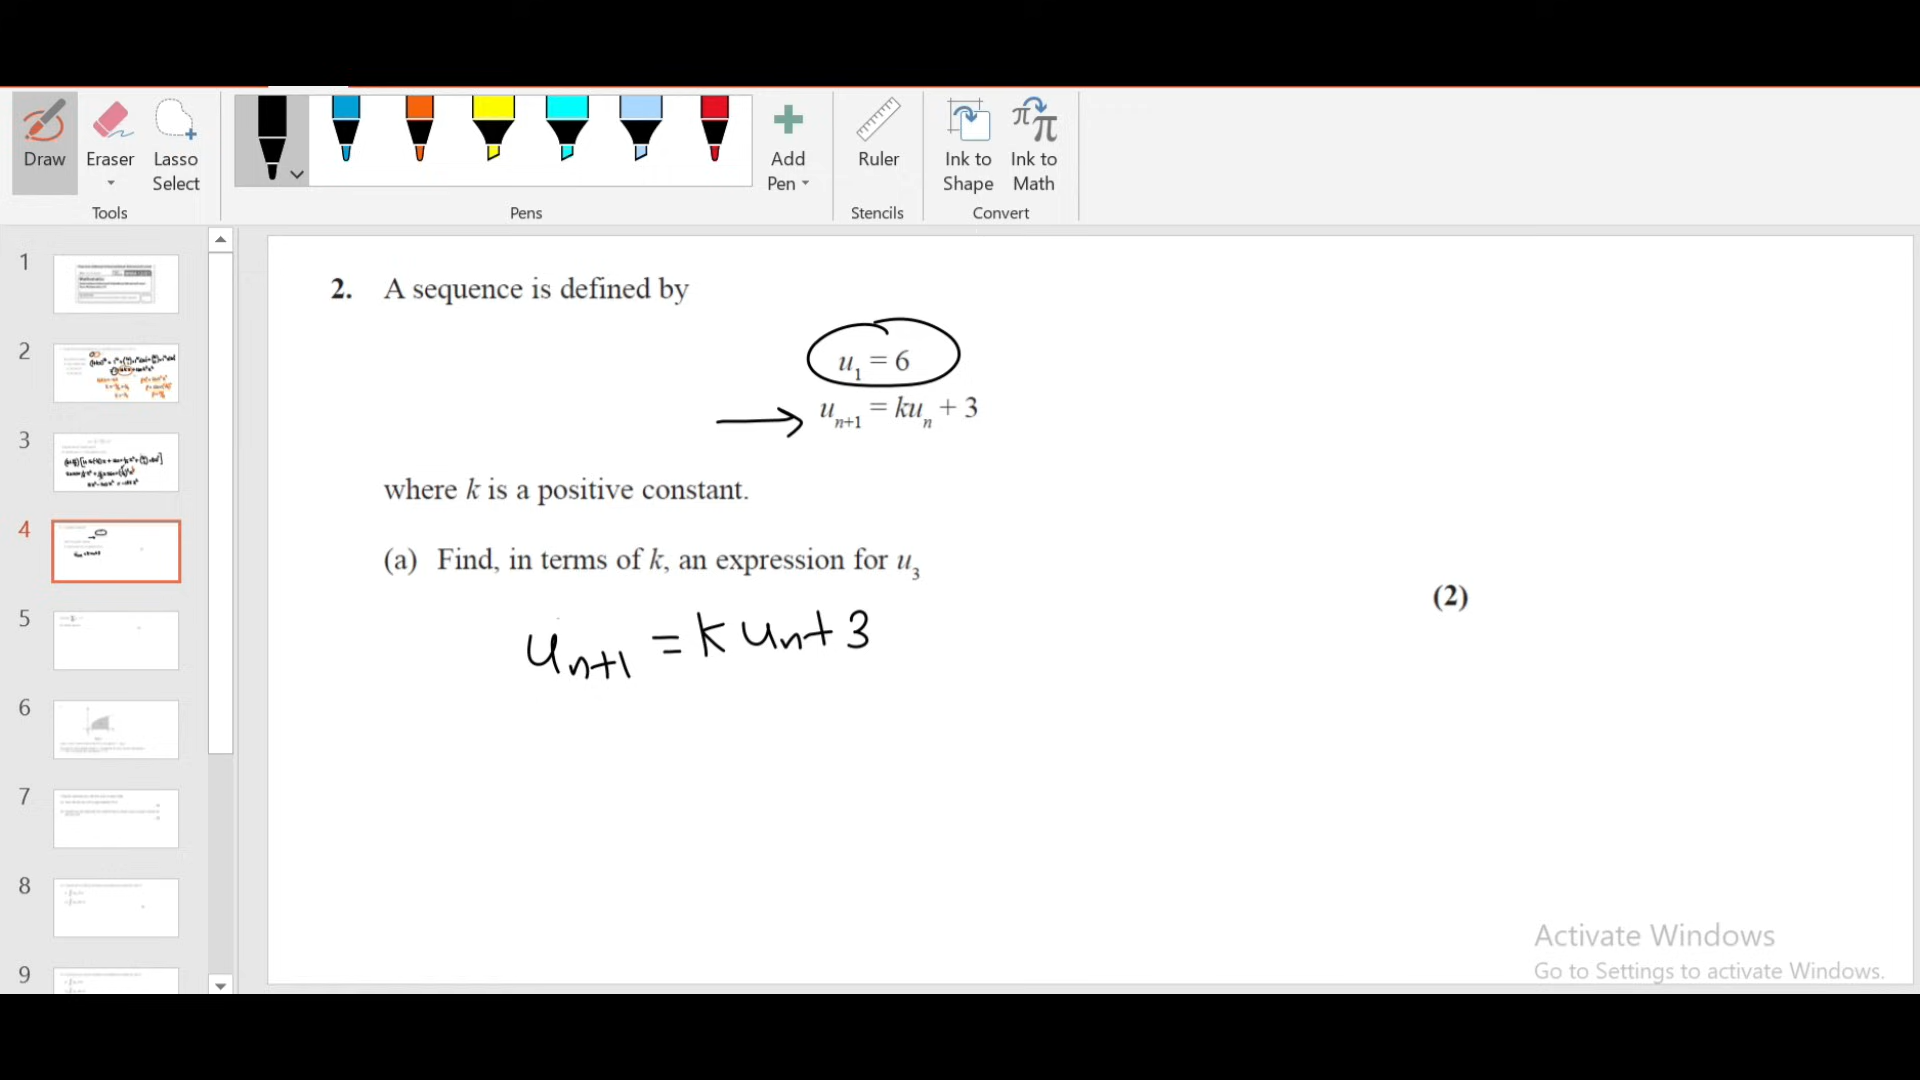 Draw
Eraser
Lasso
Select
Add
Pen
Ruler
Ink to
Shape
Ink to
Math
Tools
Pens
Stencils
Convert
1
2
3
4
5
6
7
8
9
2. A sequence is defined by
u₁ = 6
uₙ₊₁ = kuₙ + 3
where k is a positive constant.
(a) Find, in terms of k, an expression for u₃
(2)
uₙ₊₁ = k uₙ + 3
Activate Windows
Go to Settings to activate Windows.